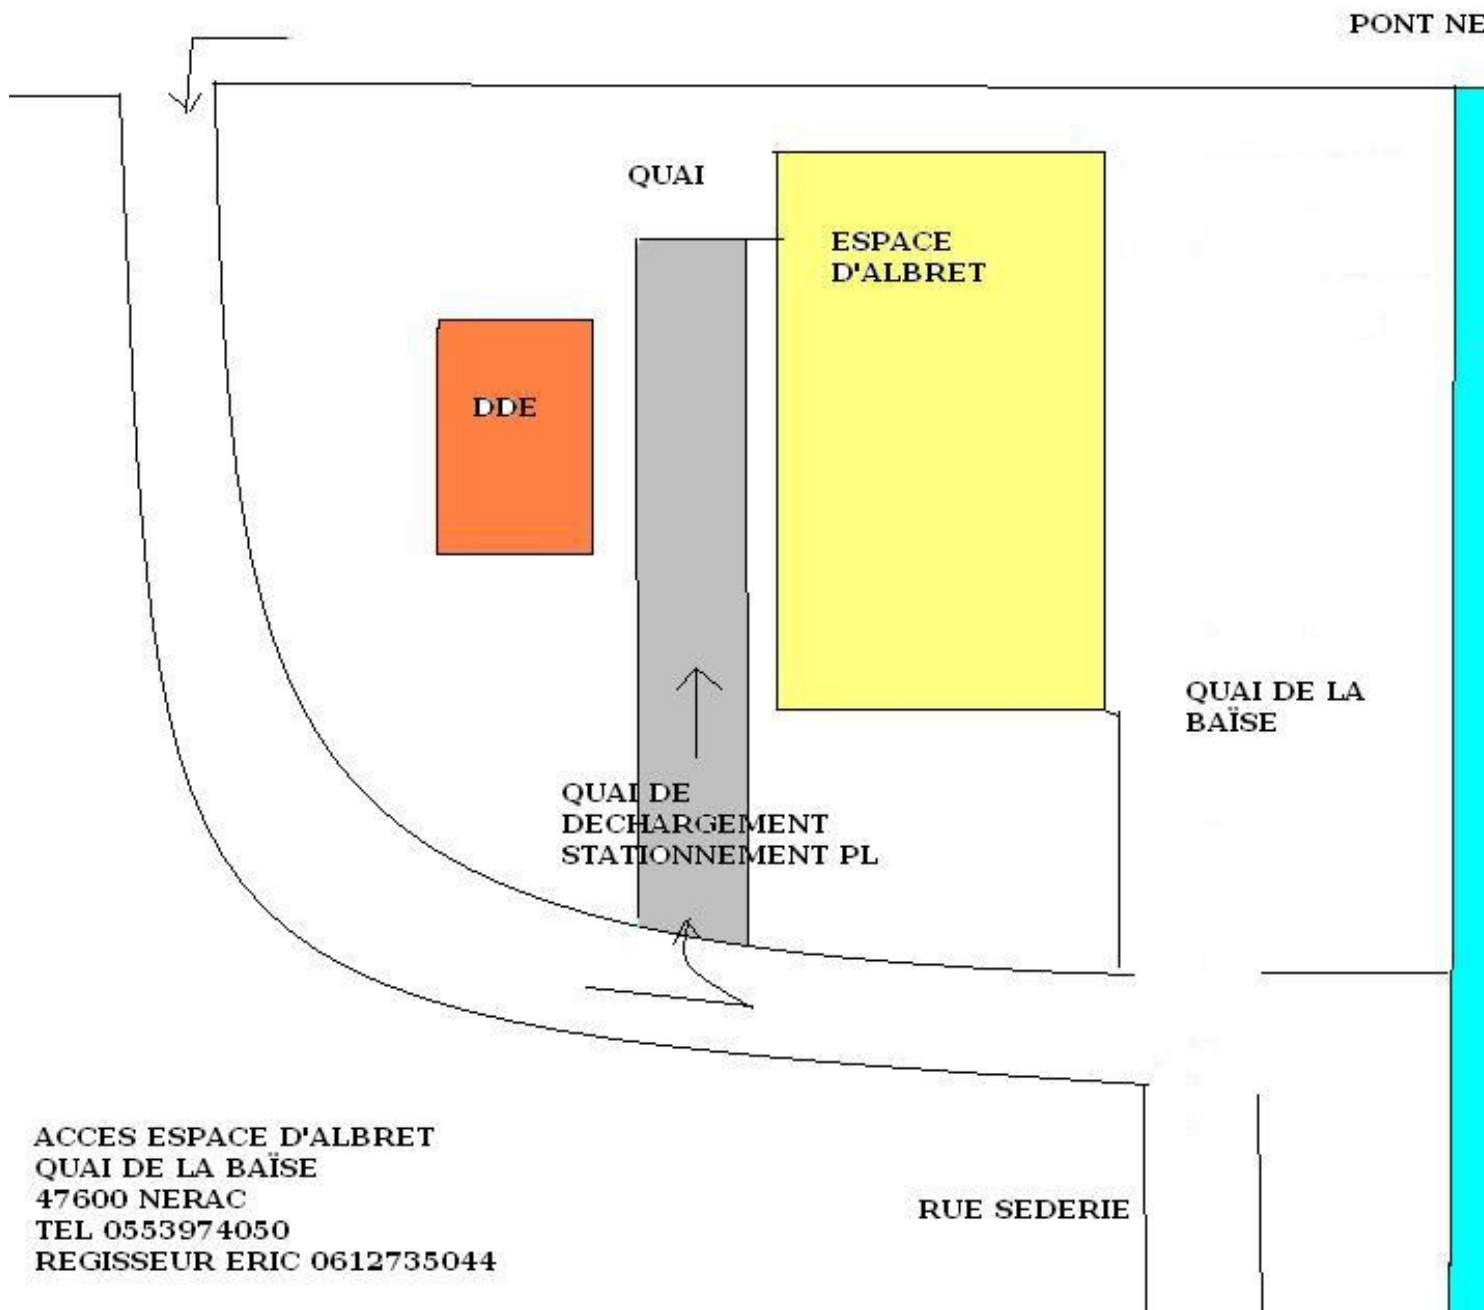 PONT NE
QUAI
ESPACE
D'ALBRET
DDE
QUAI DE LA
BAÏSE
QUAI DE
DECHARGEMENT
STATIONNEMENT PL
ACCES ESPACE D'ALBRET
QUAI DE LA BAÏSE
47600 NERAC
TEL 0553974050
REGISSEUR ERIC 0612735044
RUE SEDERIE